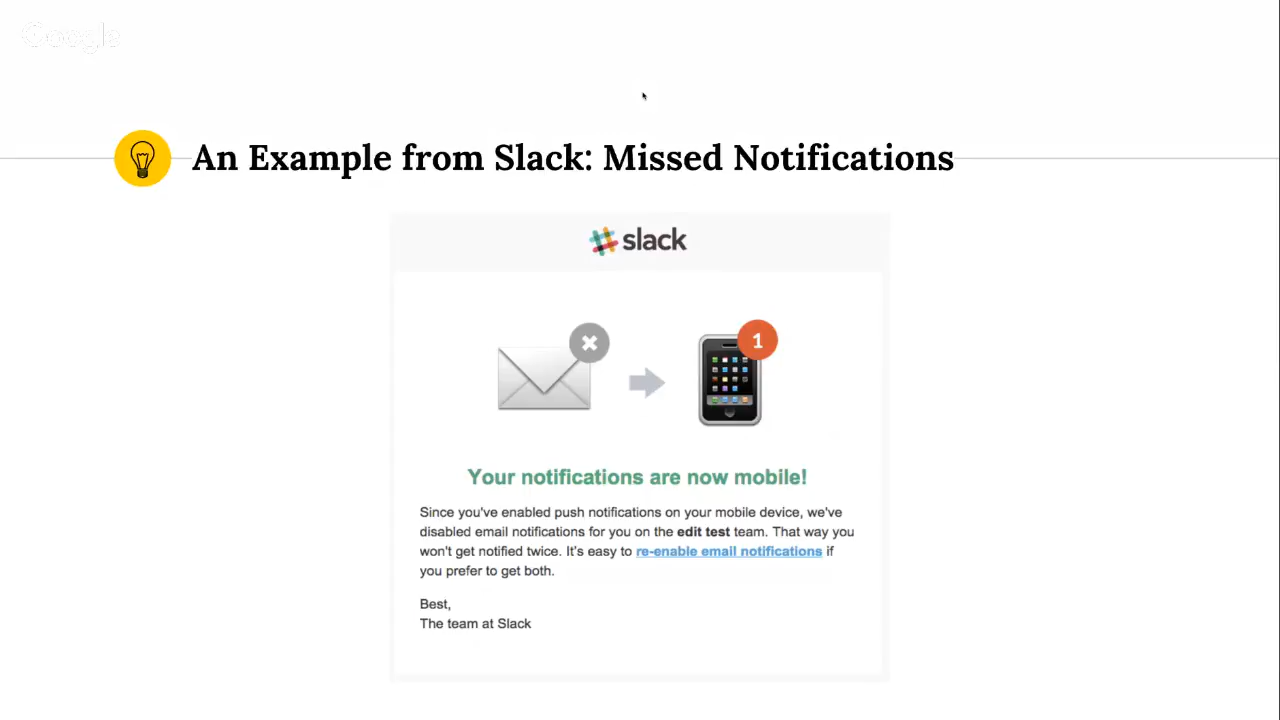 Google
An Example from Slack: Missed Notifications
slack
1
Your notifications are now mobile!
Since you've enabled push notifications on your mobile device, we've
disabled email notifications for you on the edit test team. That way you
won't get notified twice. It's easy to re-enable email notifications if
you prefer to get both.
Best,
The team at Slack